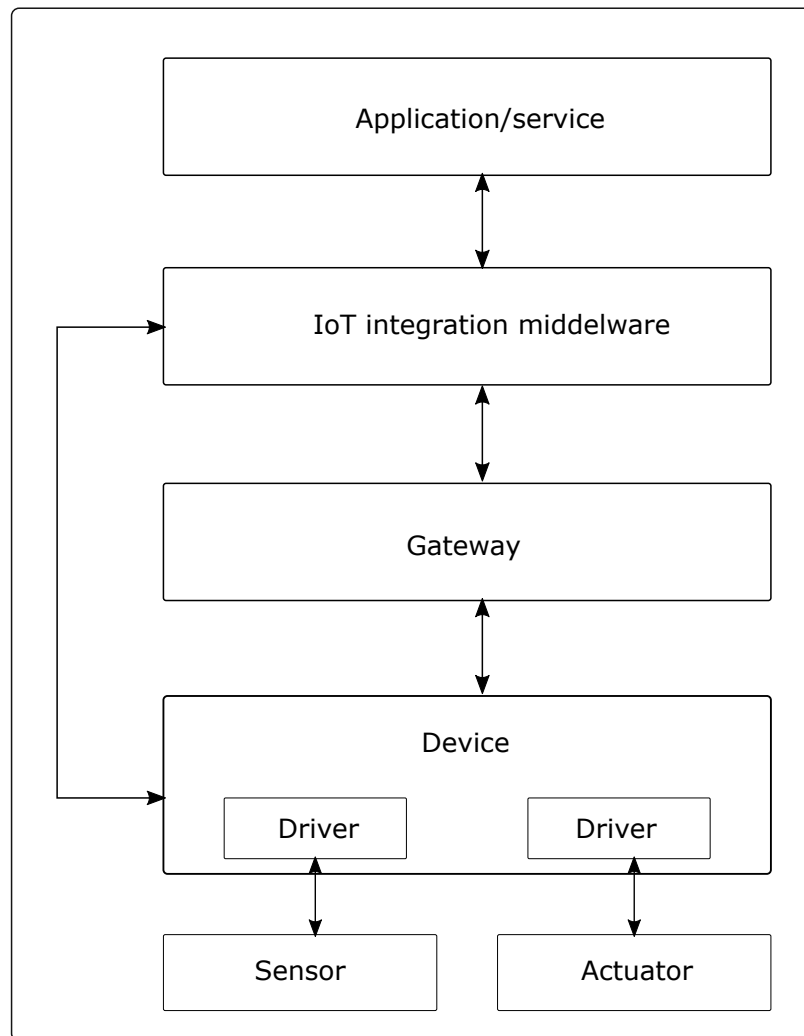 Application/service
IoT integration middelware
Gateway
Device
Driver
Driver
Sensor
Actuator